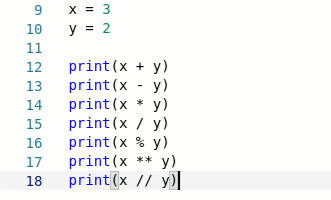 9 x = 3
10 y = 2
11
12 print(x + y)
13 print(x - y)
14 print(x * y)
15 print(x / y)
16 print(x % y)
17 print(x ** y)
18 print(x // y)